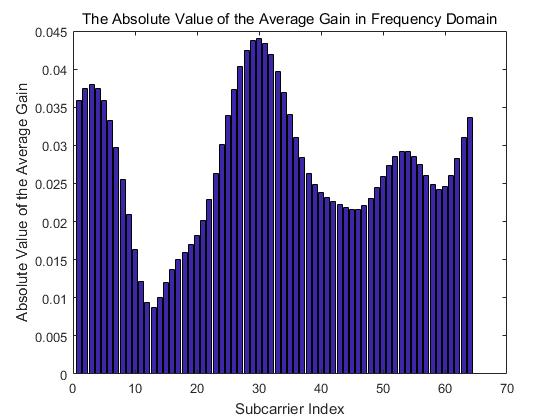 The Absolute Value of the Average Gain in Frequency Domain
Absolute Value of the Average Gain
0.045
0.04
0.035
0.03
0.025
0.02
0.015
0.01
0.005
0
0 10 20 30 40 50 60 70
Subcarrier Index